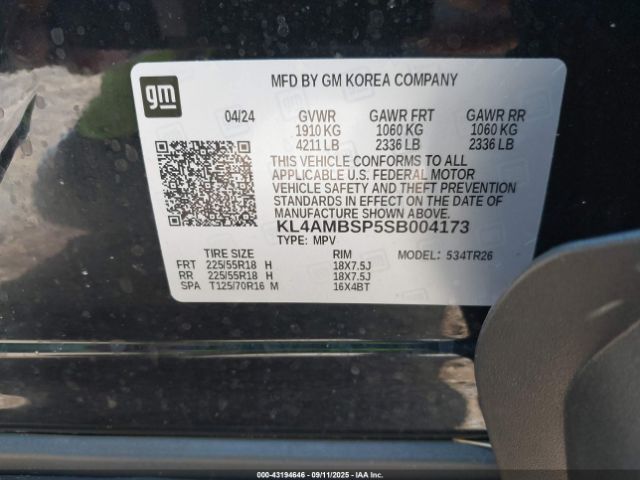 gm
MFD BY GM KOREA COMPANY
04/24 GVWR GAWR FRT GAWR RR
1910 KG 1060 KG 1060 KG
4211 LB 2336 LB 2336 LB
THIS VEHICLE CONFORMS TO ALL
APPLICABLE U.S. FEDERAL MOTOR
VEHICLE SAFETY AND THEFT PREVENTION
STANDARDS IN EFFECT ON THE DATE
OF MANUFACTURE SHOWN ABOVE.
KL4AMBSP5SB004173
TYPE: MPV MODEL: 534TR26
TIRE SIZE RIM
FRT 225/55R18 H 18X7.5J
RR 225/55R18 H 18X7.5J
SPA T125/70R16 M 16X4BT
000-43194646 09/11/2025 IAA Inc.